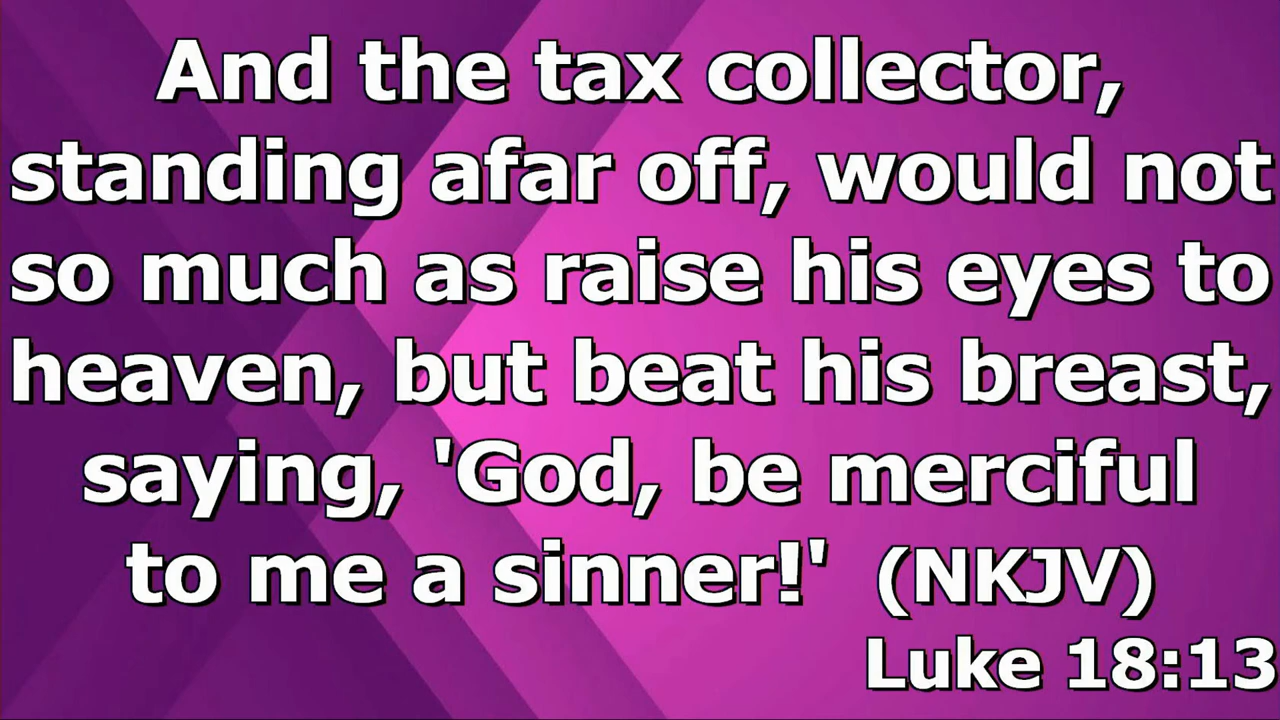 And the tax collector,
standing afar off, would not
so much as raise his eyes to
heaven, but beat his breast,
saying, 'God, be merciful
to me a sinner!' (NKJV)
Luke 18:13